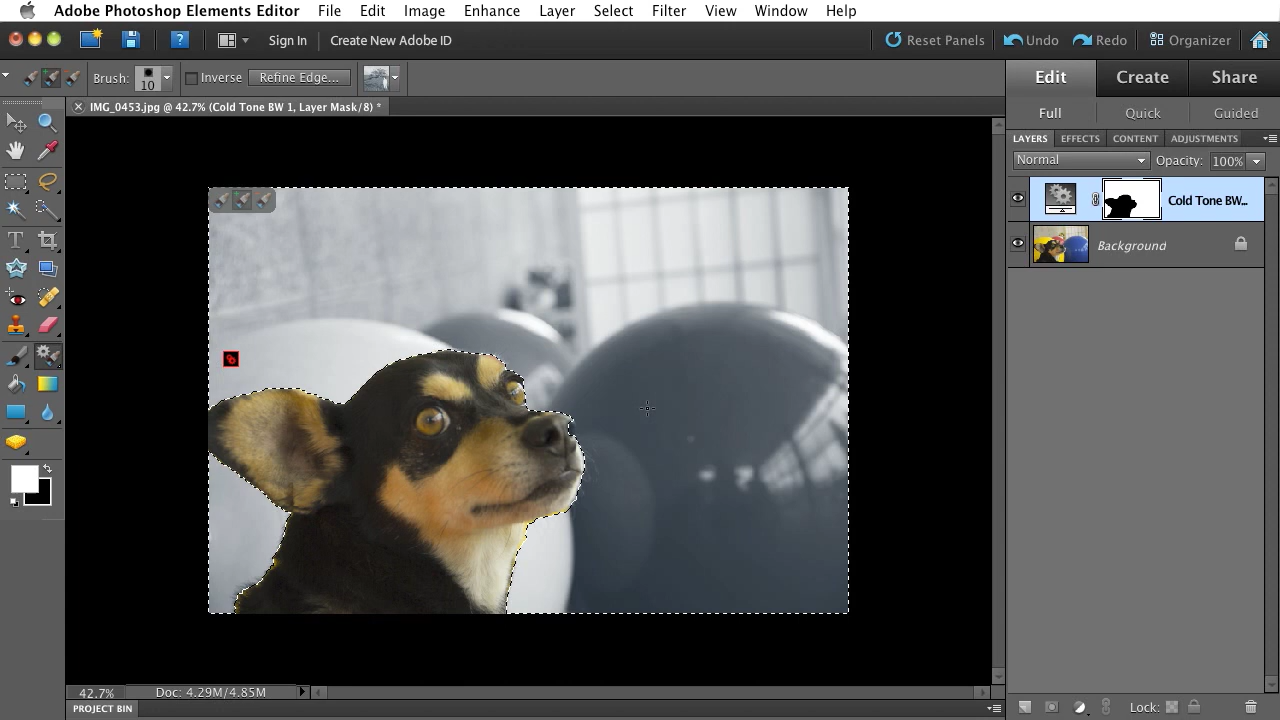 Adobe Photoshop Elements Editor File Edit Image Enhance Layer Select Filter View Window Help
Sign In Create New Adobe ID Reset Panels Undo Redo Organizer
Brush: 10 Inverse Refine Edge... Edit Create Share
IMG_0453.jpg @ 42.7% (Cold Tone BW 1, Layer Mask/8) * Full Quick Guided
LAYERS EFFECTS CONTENT ADJUSTMENTS
Normal Opacity: 100%
Cold Tone BW...
Background
42.7% Doc: 4.29M/4.85M Lock:
PROJECT BIN